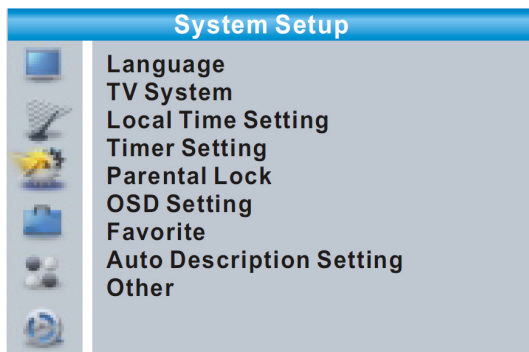 System Setup
Language
TV System
Local Time Setting
Timer Setting
Parental Lock
OSD Setting
Favorite
Auto Description Setting
Other